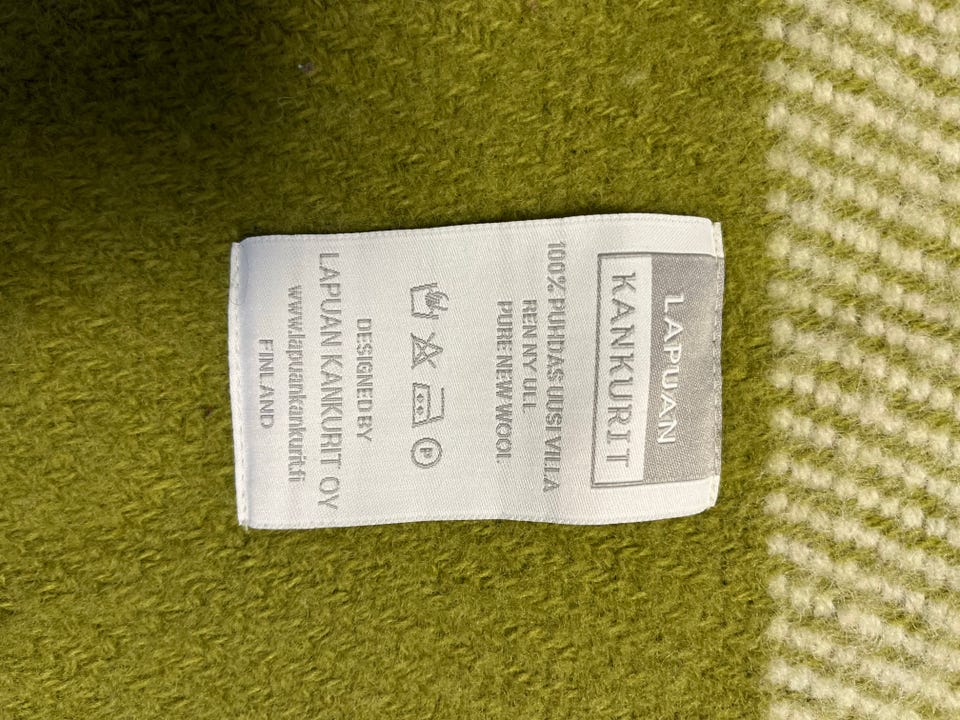 LAPUAN
KANKURIT
100% PUHDAS UUSI VILLA
REN NY ULL
PURE NEW WOOL
P
DESIGNED BY
LAPUAN KANKURIT OY
www.lapuankankurit.fi
FINLAND